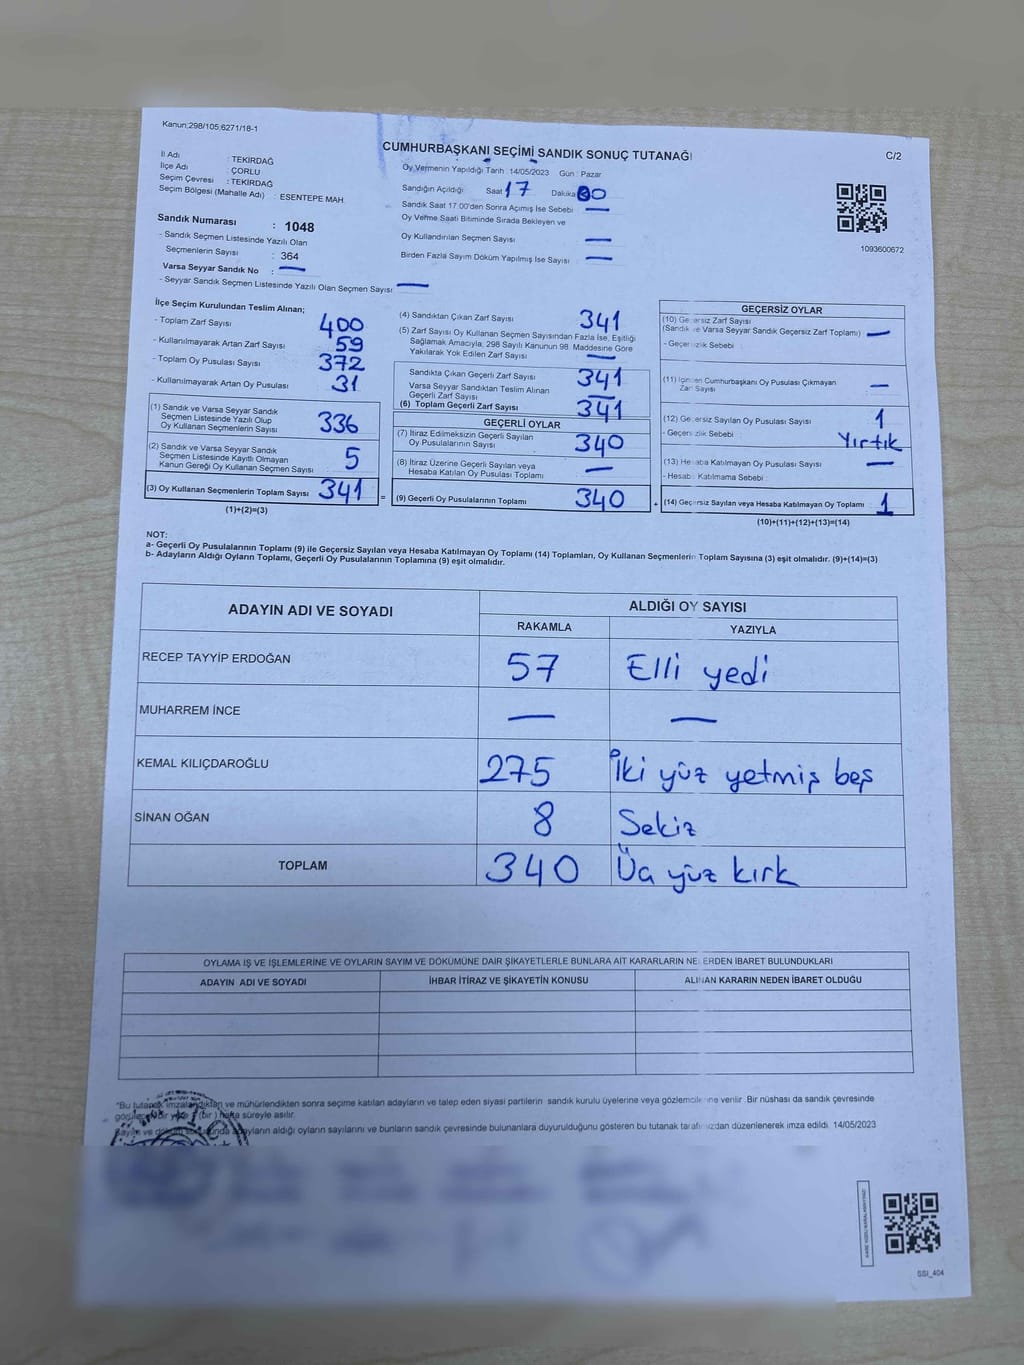 Kanun:298/105;6271/18-1
CUMHURBAŞKANI SEÇİMİ SANDIK SONUÇ TUTANAĞI
C/2
İl Adı : TEKİRDAĞ
İlçe Adı : ÇORLU
Seçim Çevresi : TEKİRDAĞ
Seçim Bölgesi (Mahalle Adı) : ESENTEPE MAH.
Oy Vermenin Yapıldığı Tarih : 14/05/2023 Gün : Pazar
Sandığın Açıldığı Saat 17 Dakika 00
Sandık Saat 17:00'den Sonra Açımış İse Sebebi —
Oy Verme Saati Bitiminde Sırada Bekleyen ve
Oy Kullandırılan Seçmen Sayısı —
Birden Fazla Sayım Döküm Yapılmış İse Sayısı —
1093600672
Sandık Numarası : 1048
- Sandık Seçmen Listesinde Yazılı Olan
Seçmenlerin Sayısı : 364
Varsa Seyyar Sandık No : —
- Seyyar Sandık Seçmen Listesinde Yazılı Olan Seçmen Sayısı: —
İlçe Seçim Kurulundan Teslim Alınan;
- Toplam Zarf Sayısı 400
- Kullanılmayarak Artan Zarf Sayısı 59
- Toplam Oy Pusulası Sayısı 372
- Kullanılmayarak Artan Oy Pusulası 31
(1) Sandık ve Varsa Seyyar Sandık
Seçmen Listesinde Yazılı Olup
Oy Kullanan Seçmenlerin Sayısı 336
(2) Sandık ve Varsa Seyyar Sandık
Seçmen Listesinde Kayıtlı Olmayan
Kanun Gereği Oy Kullanan Seçmen Sayısı 5
(3) Oy Kullanan Seçmenlerin Toplam Sayısı 341 =
(1)+(2)=(3)
(4) Sandıktan Çıkan Zarf Sayısı 341
(5) Zarf Sayısı Oy Kullanan Seçmen Sayısından Fazla İse, Eşitliği
Sağlamak Amacıyla, 298 Sayılı Kanunun 98. Maddesine Göre
Yakılarak Yok Edilen Zarf Sayısı —
Sandıkta Çıkan Geçerli Zarf Sayısı 341
Varsa Seyyar Sandıktan Teslim Alınan
Geçerli Zarf Sayısı —
(6) Toplam Geçerli Zarf Sayısı 341
GEÇERLİ OYLAR
(7) İtiraz Edilmeksizin Geçerli Sayılan
Oy Pusulalarının Sayısı 340
(8) İtiraz Üzerine Geçerli Sayılan veya
Hesaba Katılan Oy Pusulası Toplamı —
(9) Geçerli Oy Pusulalarının Toplamı 340 +
GEÇERSİZ OYLAR
(10) Geçersiz Zarf Sayısı
(Sandık ve Varsa Seyyar Sandık Geçersiz Zarf Toplamı) —
- Geçersizlik Sebebi :
(11) İçinden Cumhurbaşkanı Oy Pusulası Çıkmayan
Zarf Sayısı —
(12) Geçersiz Sayılan Oy Pusulası Sayısı 1
- Geçersizlik Sebebi : Yırtık
(13) Hesaba Katılmayan Oy Pusulası Sayısı —
- Hesaba Katılmama Sebebi :
(14) Geçersiz Sayılan veya Hesaba Katılmayan Oy Toplamı 1
(10)+(11)+(12)+(13)=(14)
NOT:
a- Geçerli Oy Pusulalarının Toplamı (9) ile Geçersiz Sayılan veya Hesaba Katılmayan Oy Toplamı (14) Toplamları, Oy Kullanan Seçmenlerin Toplam Sayısına (3) eşit olmalıdır. (9)+(14)=(3)
b- Adayların Aldığı Oyların Toplamı, Geçerli Oy Pusulalarının Toplamına (9) eşit olmalıdır.
ADAYIN ADI VE SOYADI ALDIĞI OY SAYISI
RAKAMLA YAZIYLA
RECEP TAYYİP ERDOĞAN 57 Elli yedi
MUHARREM İNCE — —
KEMAL KILIÇDAROĞLU 275 İki yüz yetmiş beş
SİNAN OĞAN 8 Sekiz
TOPLAM 340 Üç yüz kırk
OYLAMA İŞ VE İŞLEMLERİNE VE OYLARIN SAYIM VE DÖKÜMÜNE DAİR ŞİKAYETLERLE BUNLARA AİT KARARLARIN NELERDEN İBARET BULUNDUKLARI
ADAYIN ADI VE SOYADI İHBAR İTİRAZ VE ŞİKAYETİN KONUSU ALINAN KARARIN NEDEN İBARET OLDUĞU
"Bu tutanak imzalandıktan ve mühürlendikten sonra seçime katılan adayların ve talep eden siyasi partilerin sandık kurulu üyelerine veya gözlemcilerine verilir. Bir nüshası da sandık çevresinde
(bir) hafta süreyle asılır.
adayların aldığı oyların sayılarını ve bunların sandık çevresinde bulunanlara duyurulduğunu gösteren bu tutanak tarafımızdan düzenlenerek imza edildi. 14/05/2023
SSI_404